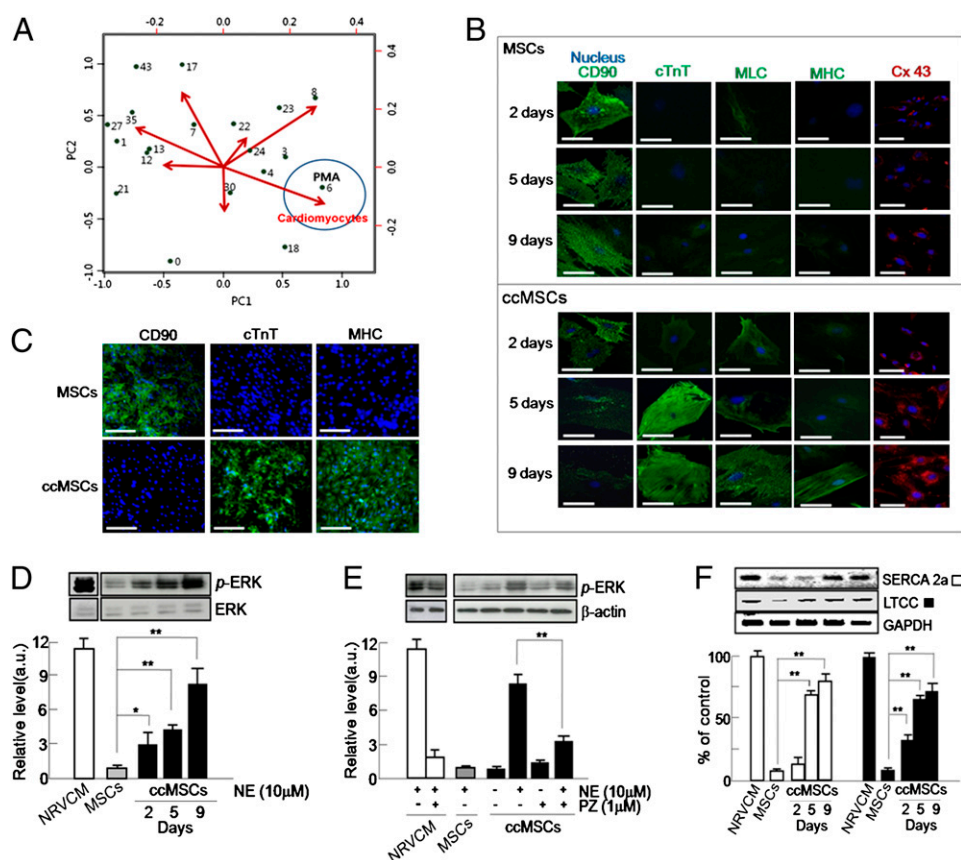 A
-0.2 0.0 0.2 0.4
43
17
8
23
35
27
7
22
1
13
12
24
3
4
PMA
6
21
30
Cardiomyocytes
18
0
1.0
0.5
0.0
-0.5
-1.0
PC2
0.4
0.2
0.0
-0.2
-1.0 -0.5 0.0 0.5 1.0
PC1
B
MSCs
Nucleus
CD90 cTnT MLC MHC Cx 43
2 days
5 days
9 days
ccMSCs
2 days
5 days
9 days
C
CD90 cTnT MHC
MSCs
ccMSCs
D
p-ERK
ERK
Relative level(a.u.)
12
9
6
3
0
**
**
*
NRVCM
MSCs
ccMSCs
2 5 9
Days
NE (10μM)
E
p-ERK
β-actin
Relative level(a.u.)
12
9
6
3
0
**
+ + + - + - + NE (10μM)
- + - - - + + PZ (1μM)
NRVCM
MSCs
ccMSCs
F
SERCA 2a
LTCC
GAPDH
% of control
100
50
0
**
**
**
**
**
NRVCM
MSCs
ccMSCs
2 5 9
Days
NRVCM
MSCs
ccMSCs
2 5 9
Days